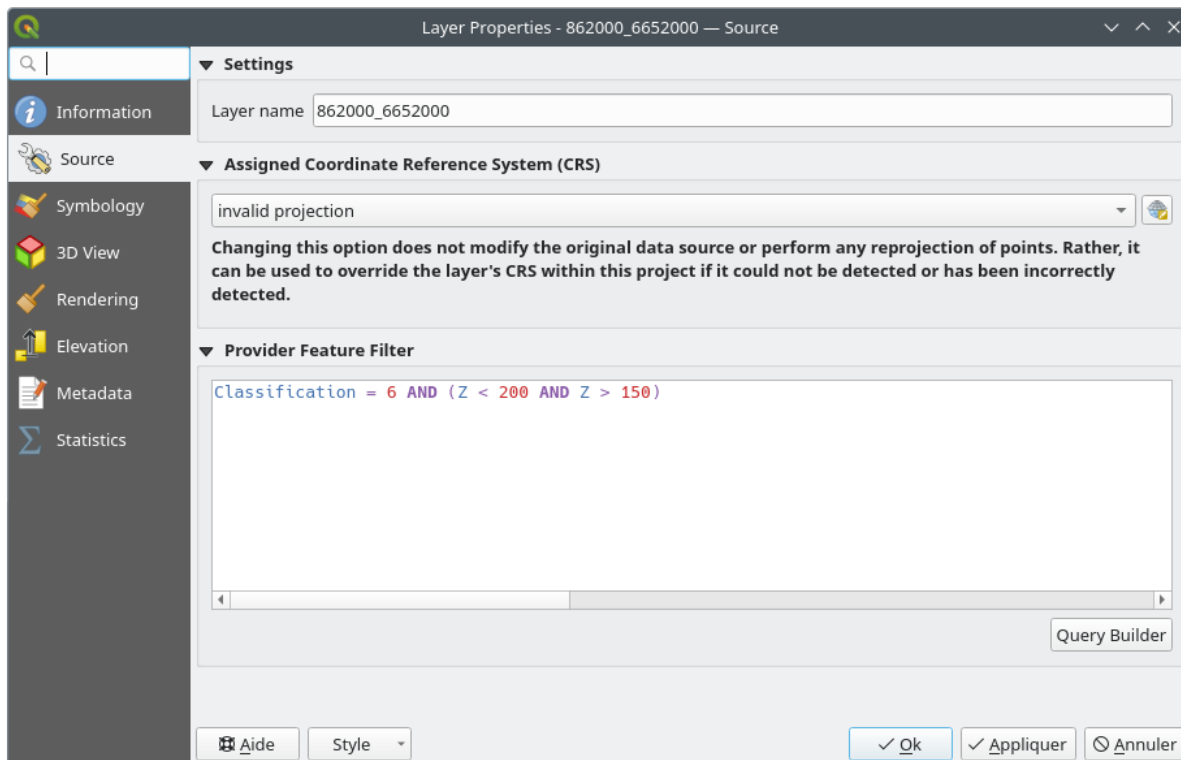 Layer Properties - 862000_6652000 — Source
Information
Source
Symbology
3D View
Rendering
Elevation
Metadata
Statistics
Settings
Layer name 862000_6652000
Assigned Coordinate Reference System (CRS)
invalid projection
Changing this option does not modify the original data source or perform any reprojection of points. Rather, it
can be used to override the layer's CRS within this project if it could not be detected or has been incorrectly
detected.
Provider Feature Filter
Classification = 6 AND (Z < 200 AND Z > 150)
Query Builder
Aide Style Ok Appliquer Annuler